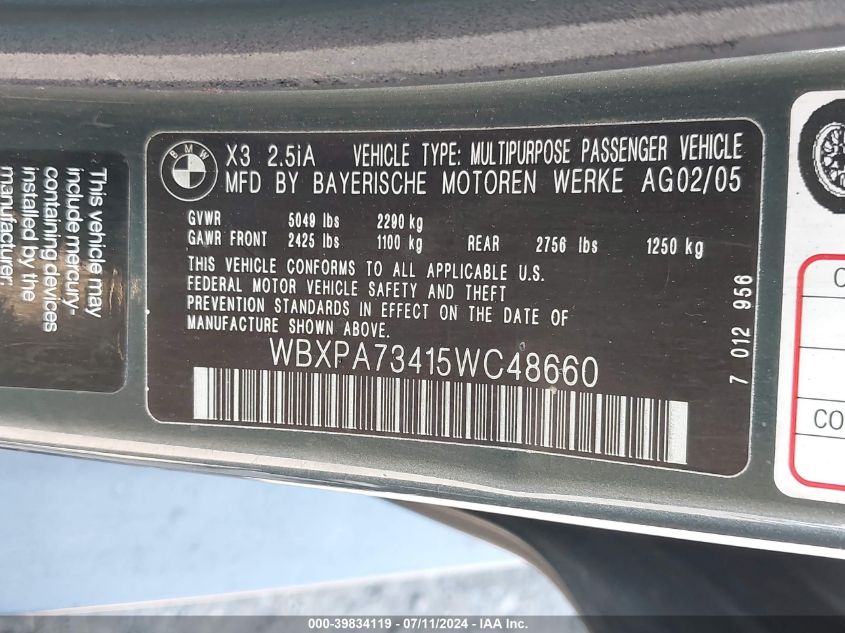 This vehicle may
include mercury-
containing devices
installed by the
manufacturer:
BMW
X3 2.5iA VEHICLE TYPE: MULTIPURPOSE PASSENGER VEHICLE
MFD BY BAYERISCHE MOTOREN WERKE AG02/05
GVWR 5049 lbs 2290 kg
GAWR FRONT 2425 lbs 1100 kg REAR 2756 lbs 1250 kg
THIS VEHICLE CONFORMS TO ALL APPLICABLE U.S.
FEDERAL MOTOR VEHICLE SAFETY AND THEFT
PREVENTION STANDARDS IN EFFECT ON THE DATE OF
MANUFACTURE SHOWN ABOVE.
WBXPA73415WC48660
7 012 956
C
CO
000-39834119 / 07/11/2024 - IAA Inc.